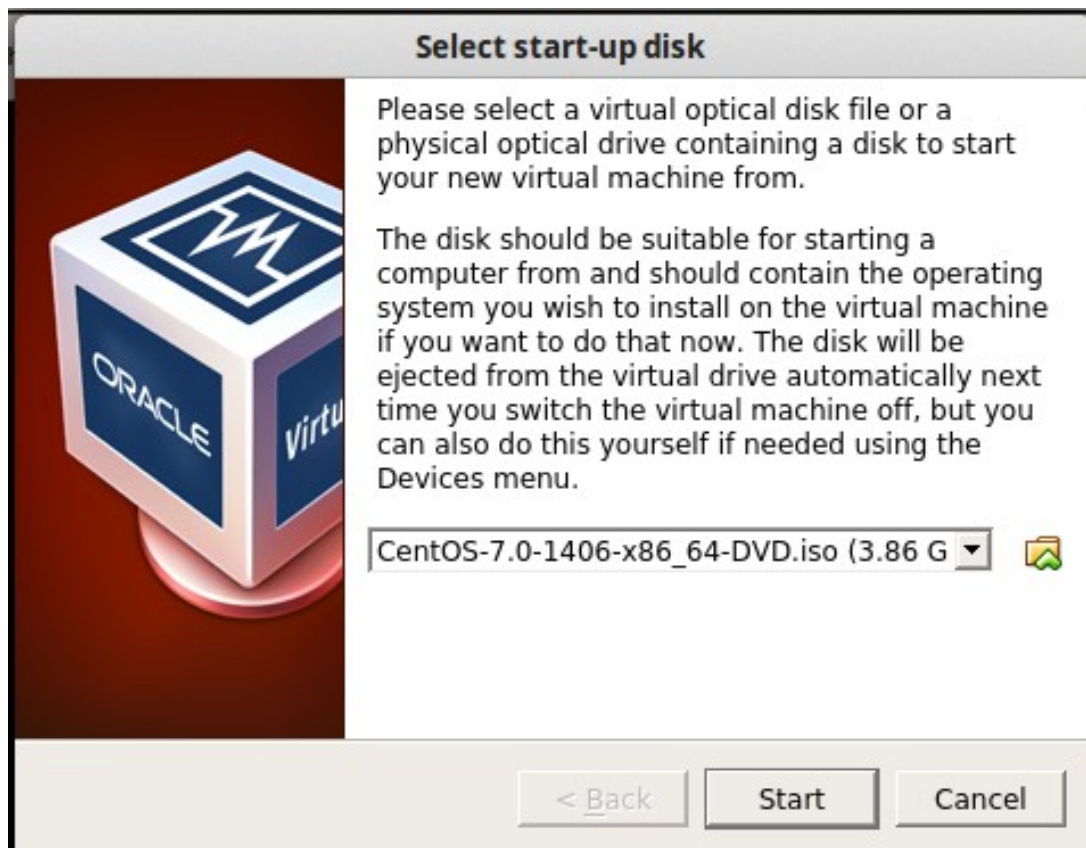 Select start-up disk
Please select a virtual optical disk file or a
physical optical drive containing a disk to start
your new virtual machine from.
The disk should be suitable for starting a
computer from and should contain the operating
system you wish to install on the virtual machine
if you want to do that now. The disk will be
ejected from the virtual drive automatically next
time you switch the virtual machine off, but you
can also do this yourself if needed using the
Devices menu.
ORACLE
Virtu
CentOS-7.0-1406-x86_64-DVD.iso (3.86 G
< Back
Start
Cancel